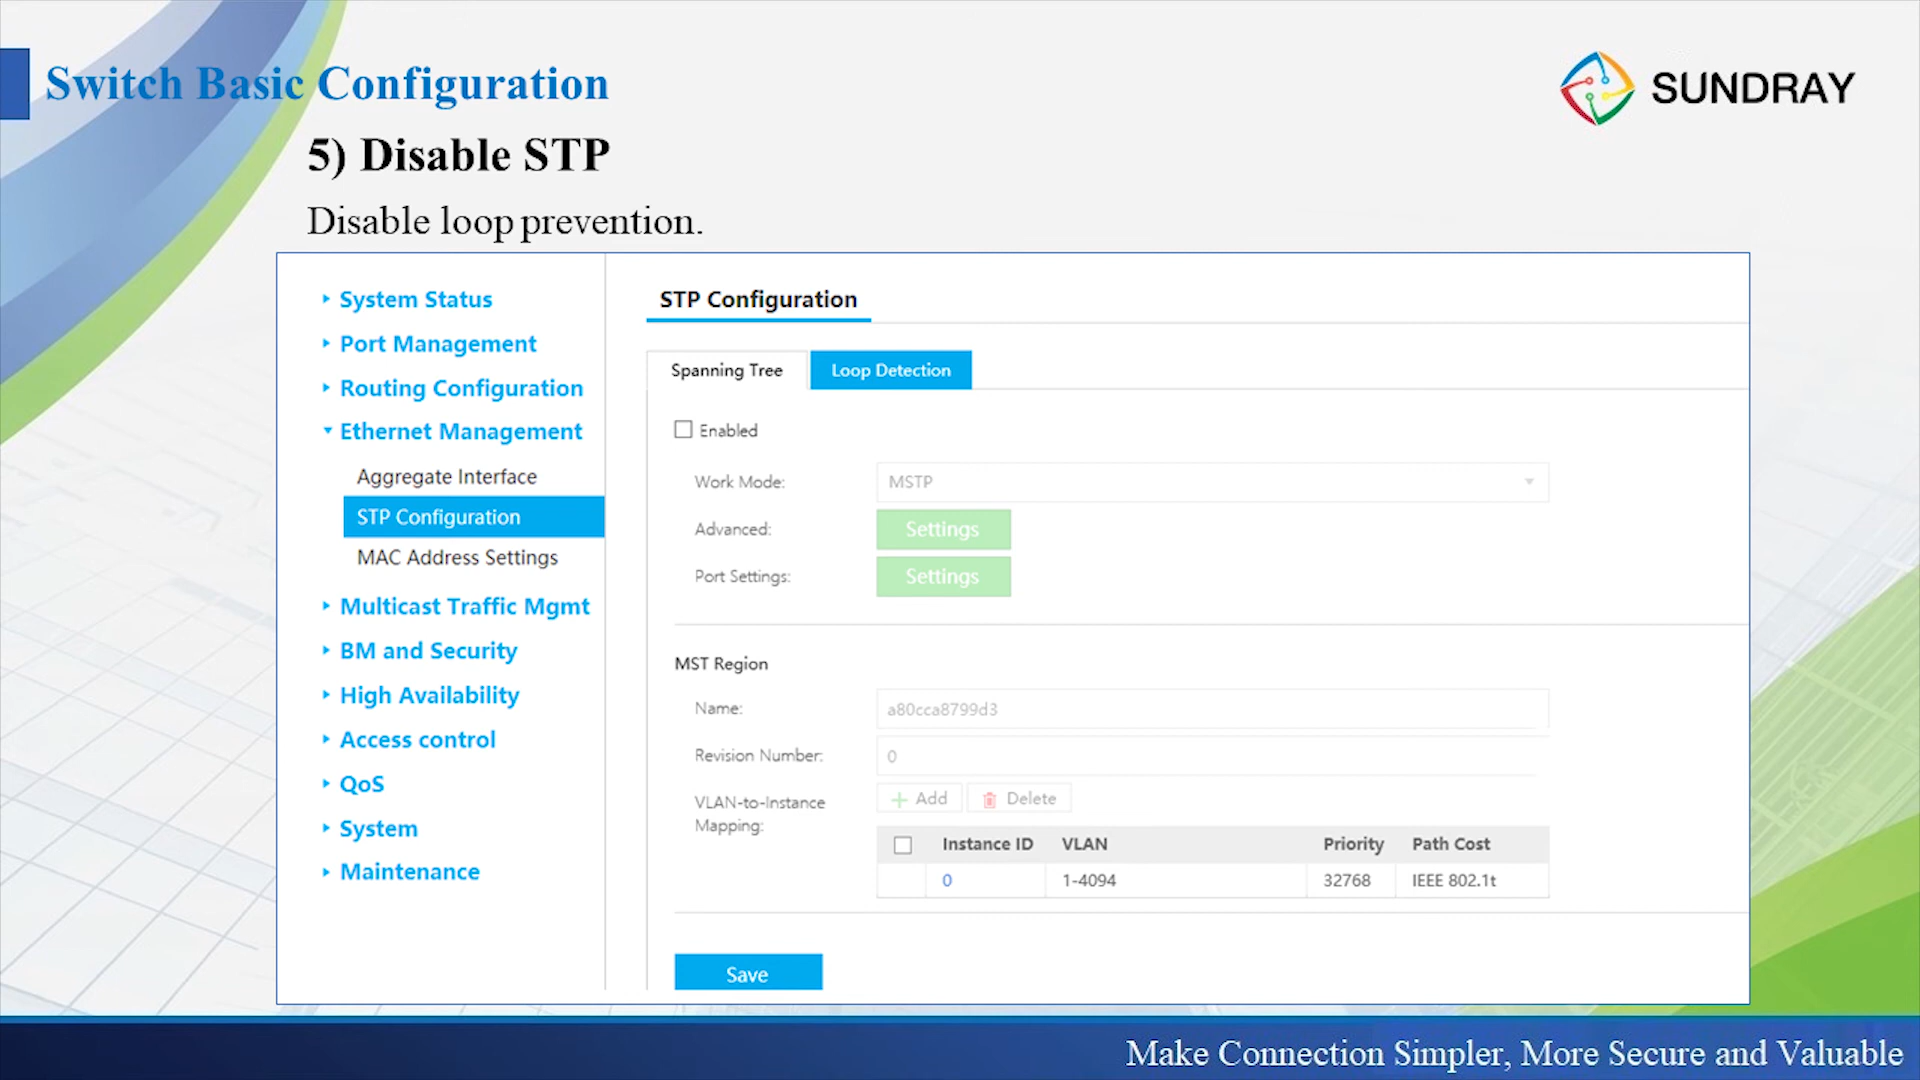 Switch Basic Configuration
SUNDRAY
5) Disable STP
Disable loop prevention.
System Status
Port Management
Routing Configuration
Ethernet Management
Aggregate Interface
STP Configuration
MAC Address Settings
Multicast Traffic Mgmt
BM and Security
High Availability
Access control
QoS
System
Maintenance
STP Configuration
Spanning Tree Loop Detection
Enabled
Work Mode: MSTP
Advanced: Settings
Port Settings: Settings
MST Region
Name: a80cca8799d3
Revision Number: 0
VLAN-to-Instance
Mapping:
Add Delete
Instance ID VLAN Priority Path Cost
0 1-4094 32768 IEEE 802.1t
Save
Make Connection Simpler, More Secure and Valuable